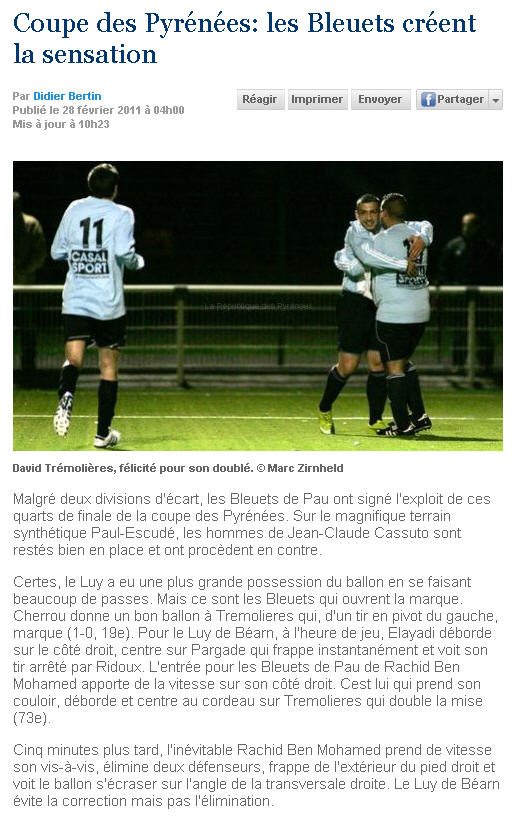 Coupe des Pyrénées: les Bleuets créent
la sensation
Par Didier Bertin
Publié le 28 février 2011 à 04h00
Mis à jour à 10h23
Réagir Imprimer Envoyer Partager
11
CASAL
SPORT
SPORT
La République des Pyrénées
David Trémolières, félicité pour son doublé. © Marc Zirnheld
Malgré deux divisions d'écart, les Bleuets de Pau ont signé l'exploit de ces
quarts de finale de la coupe des Pyrénées. Sur le magnifique terrain
synthétique Paul-Escudé, les hommes de Jean-Claude Cassuto sont
restés bien en place et ont procèdent en contre.
Certes, le Luy a eu une plus grande possession du ballon en se faisant
beaucoup de passes. Mais ce sont les Bleuets qui ouvrent la marque.
Cherrou donne un bon ballon à Tremolieres qui, d'un tir en pivot du gauche,
marque (1-0, 19e). Pour le Luy de Béarn, à l'heure de jeu, Elayadi déborde
sur le côté droit, centre sur Pargade qui frappe instantanément et voit son
tir arrêté par Ridoux. L'entrée pour les Bleuets de Pau de Rachid Ben
Mohamed apporte de la vitesse sur son côté droit. Cest lui qui prend son
couloir, déborde et centre au cordeau sur Tremolieres qui double la mise
(73e).
Cinq minutes plus tard, l'inévitable Rachid Ben Mohamed prend de vitesse
son vis-à-vis, élimine deux défenseurs, frappe de l'extérieur du pied droit et
voit le ballon s'écraser sur l'angle de la transversale droite. Le Luy de Béarn
évite la correction mais pas l'élimination.